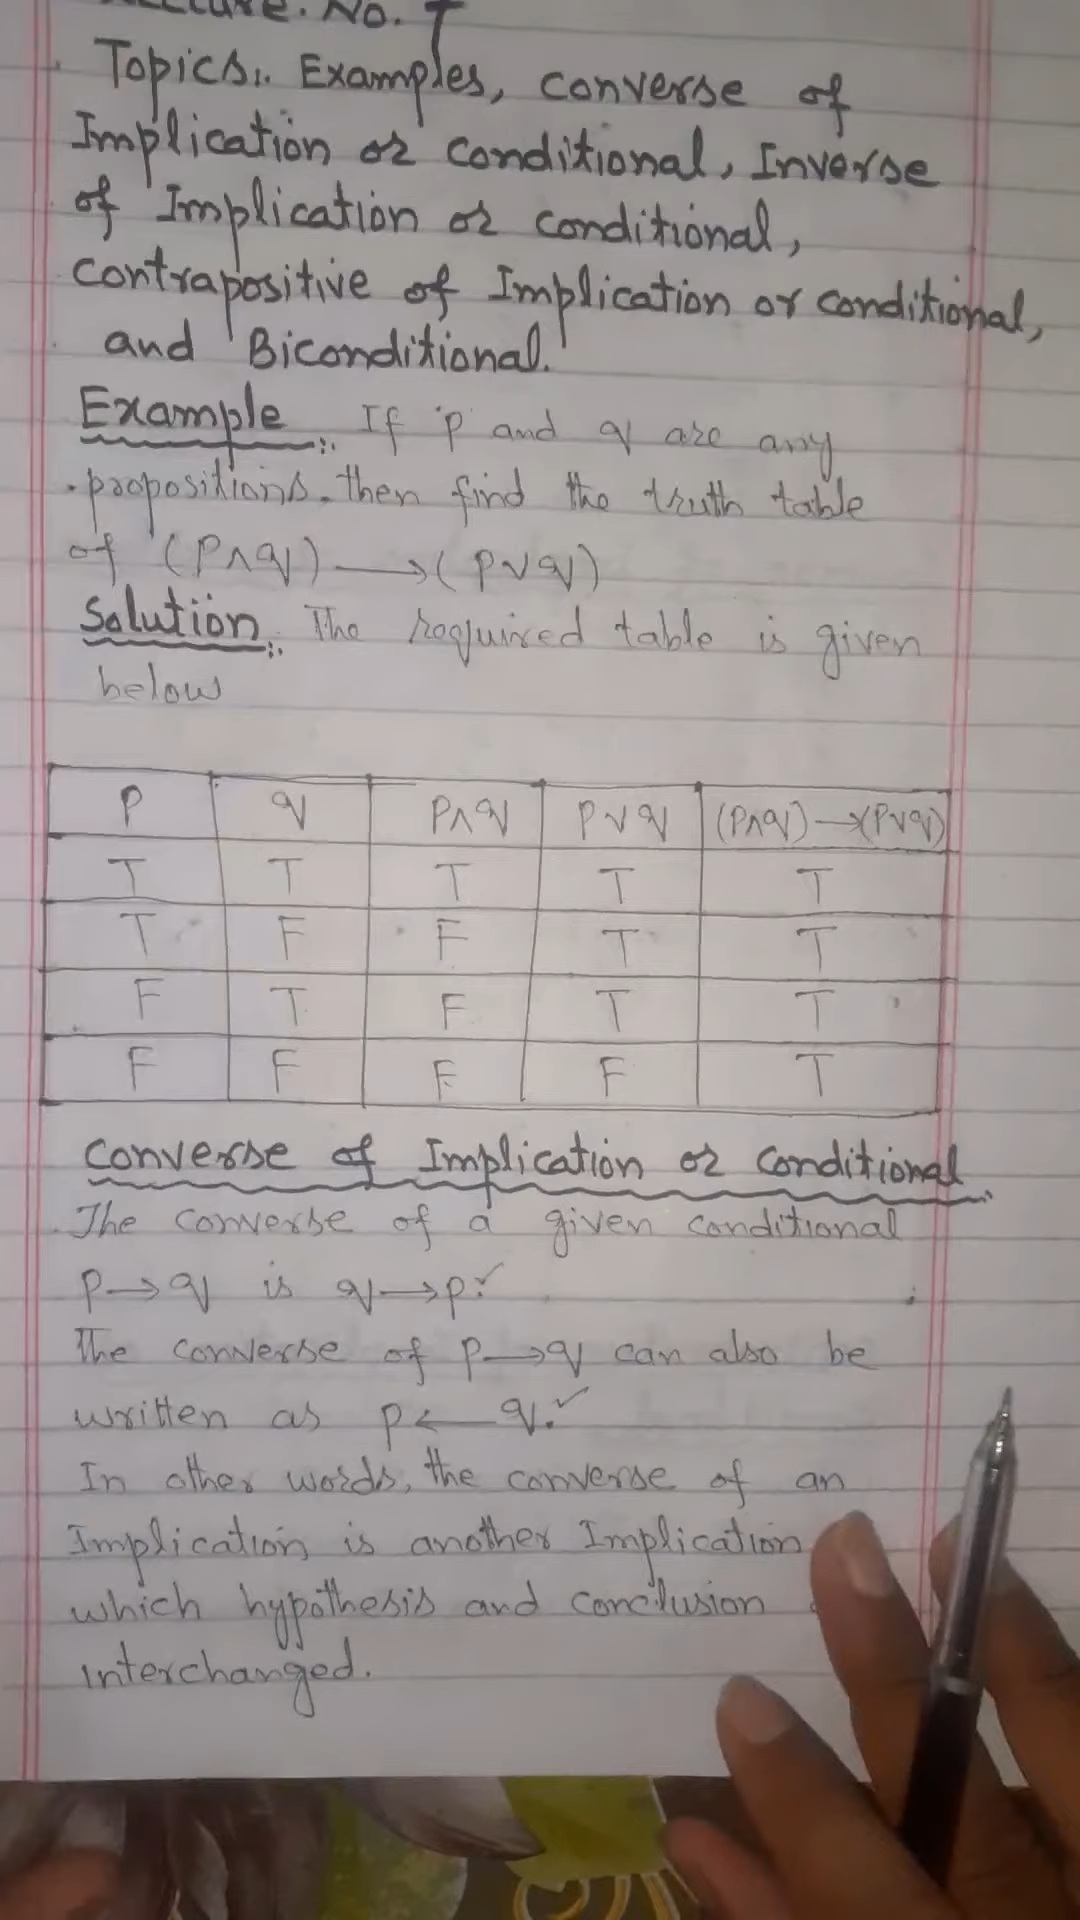 Lecture. No. 7
Topics:. Examples, Converse of
Implication or Conditional, Inverse
of Implication or Conditional,
Contrapositive of Implication or Conditional,
and Biconditional.
Example:. If p and q are any
propositions, then find the truth table
of (p∧q) ⟶ (p∨q)
Solution:. The required table is given
below
p q p∧q p∨q (p∧q)→(p∨q)
T T T T T
T F F T T
F T F T T
F F F F T
Converse of Implication or Conditional:
The converse of a given conditional
p→q is q→p.✓
The converse of p→q can also be
written as p←q.✓
In other words, the converse of an
Implication is another Implication
which hypothesis and conclusion
interchanged.